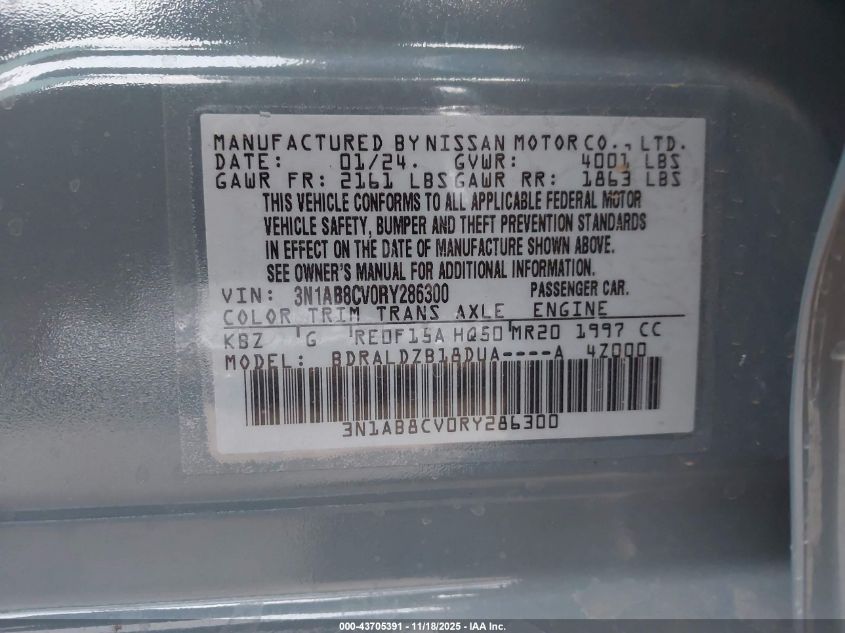 MANUFACTURED BY NISSAN MOTOR CO., LTD.
DATE: 01/24. GVWR: 4001 LBS
GAWR FR: 2161 LBS GAWR RR: 1863 LBS
THIS VEHICLE CONFORMS TO ALL APPLICABLE FEDERAL MOTOR
VEHICLE SAFETY, BUMPER AND THEFT PREVENTION STANDARDS
IN EFFECT ON THE DATE OF MANUFACTURE SHOWN ABOVE.
SEE OWNER'S MANUAL FOR ADDITIONAL INFORMATION.
VIN: 3N1AB8CV0RY286300 PASSENGER CAR.
COLOR TRIM TRANS AXLE ENGINE
KBZ G RE0F15A HQ50 MR20 1997 CC
MODEL: BDRALDZB18DUA----A 4Z000
3N1AB8CV0RY286300
000-43705391 - 11/18/2025 - IAA Inc.